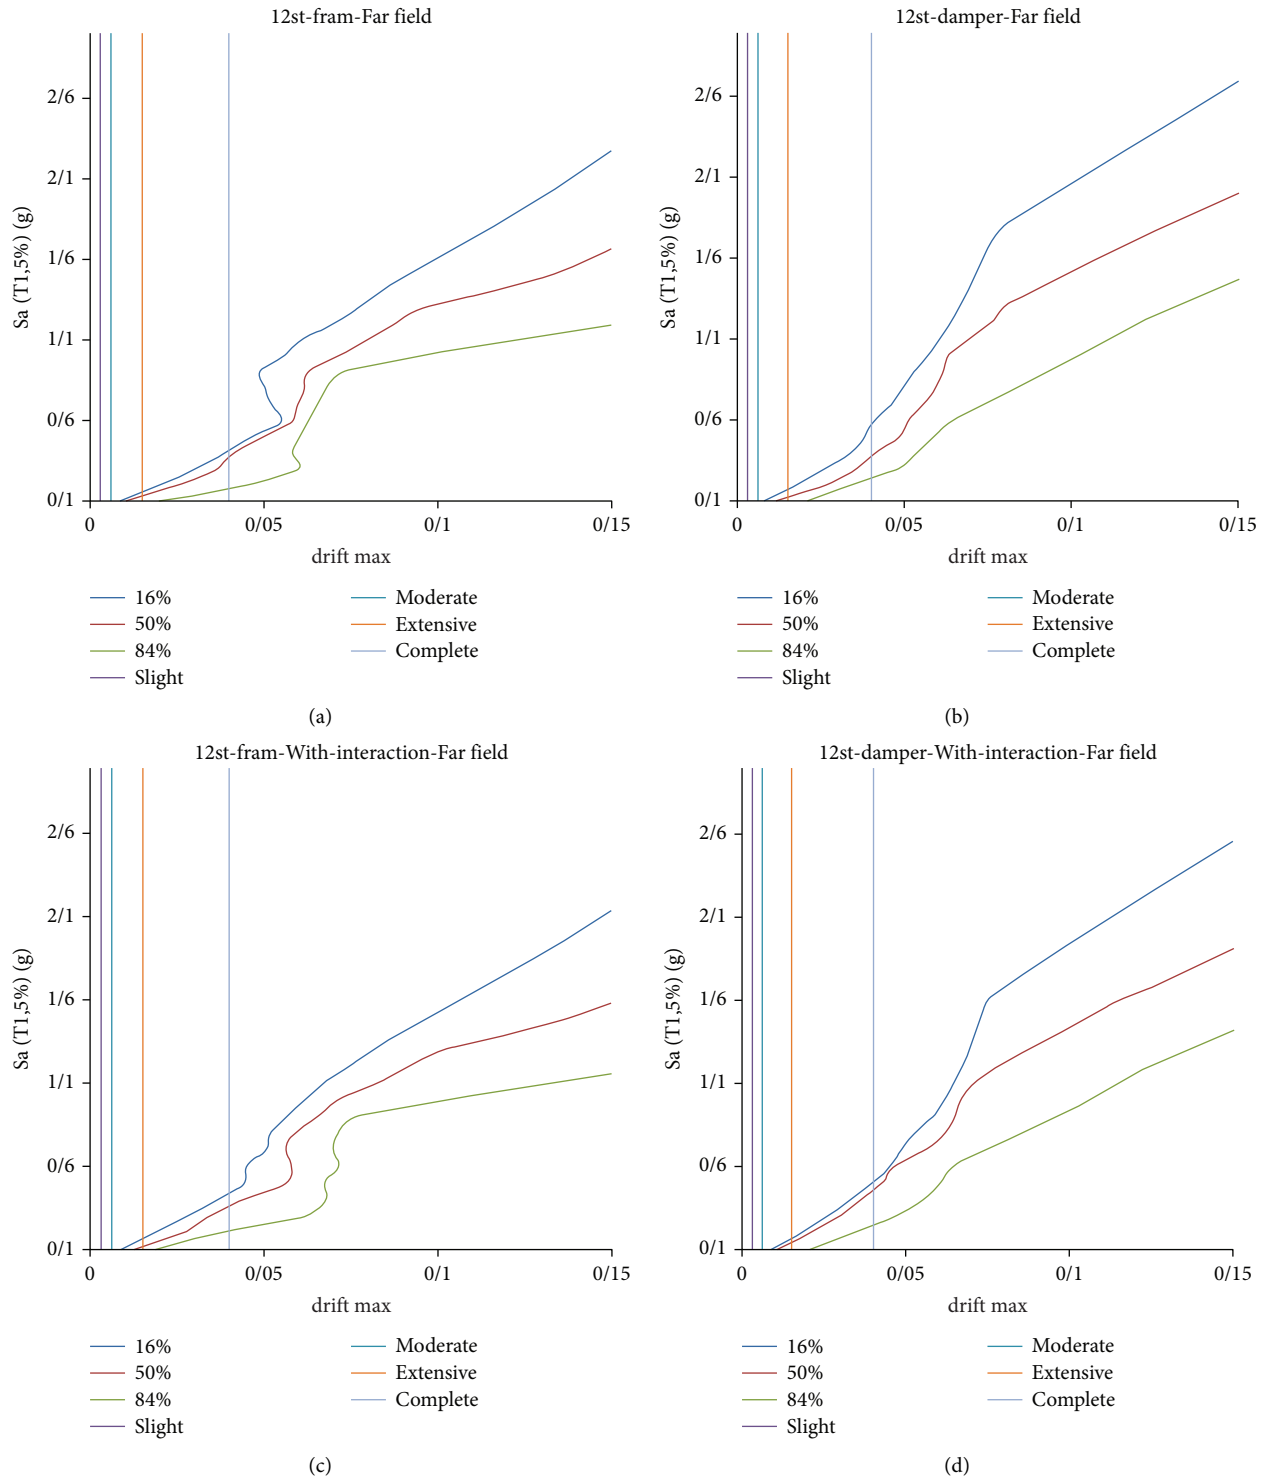 12st-fram-Far field
Sa (T1,5%) (g)
2/6
2/1
1/6
1/1
0/6
0/1
0
0/05
0/1
0/15
drift max
16%
50%
84%
Slight
Moderate
Extensive
Complete
(a)
12st-damper-Far field
Sa (T1,5%) (g)
2/6
2/1
1/6
1/1
0/6
0/1
0
0/05
0/1
0/15
drift max
16%
50%
84%
Slight
Moderate
Extensive
Complete
(b)
12st-fram-With-interaction-Far field
Sa (T1,5%) (g)
2/6
2/1
1/6
1/1
0/6
0/1
0
0/05
0/1
0/15
drift max
16%
50%
84%
Slight
Moderate
Extensive
Complete
(c)
12st-damper-With-interaction-Far field
Sa (T1,5%) (g)
2/6
2/1
1/6
1/1
0/6
0/1
0
0/05
0/1
0/15
drift max
16%
50%
84%
Slight
Moderate
Extensive
Complete
(d)